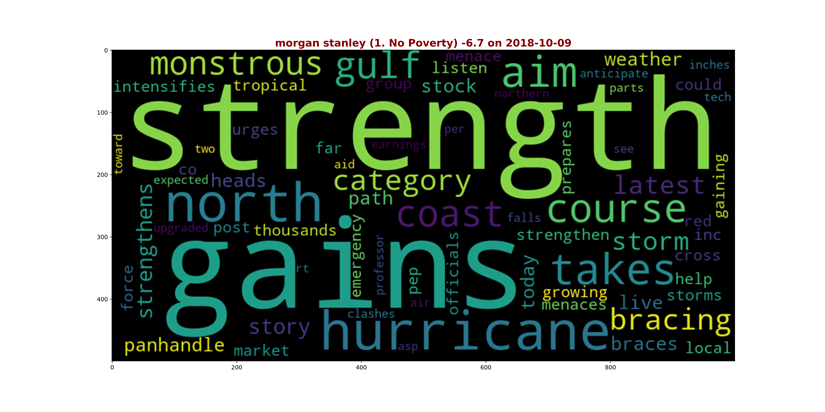 morgan stanley (1. No Poverty) -6.7 on 2018-10-09
0
100
200
300
400
0
200
400
600
800
monstrous
gulf
menace
listen
aim
weather
inches
anticipate
intensifies
tropical
group
stock
northern
parts
could
tech
strength
toward
two
urges
far
earnings
per
see
prepares
co
aid
expected
heads
category
latest
gaining
north
path
coast
falls
course
red
upgraded
post
thousands
strengthens
emergency
professor
officials
strengthen
storm
inc
cross
gains
rt
pep
today
takes
help
force
air
growing
menaces
live
storms
story
clashes
hurricane
bracing
panhandle
market
asp
braces
local